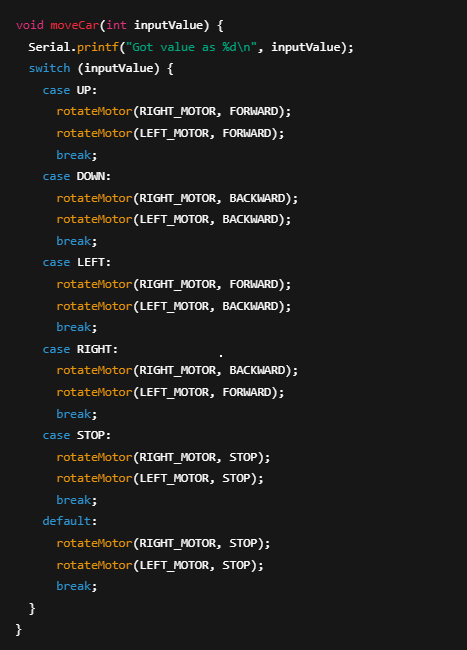 void moveCar(int inputValue) {
  Serial.printf("Got value as %d\n", inputValue);
  switch (inputValue) {
    case UP:
      rotateMotor(RIGHT_MOTOR, FORWARD);
      rotateMotor(LEFT_MOTOR, FORWARD);
      break;
    case DOWN:
      rotateMotor(RIGHT_MOTOR, BACKWARD);
      rotateMotor(LEFT_MOTOR, BACKWARD);
      break;
    case LEFT:
      rotateMotor(RIGHT_MOTOR, FORWARD);
      rotateMotor(LEFT_MOTOR, BACKWARD);
      break;
    case RIGHT:
      rotateMotor(RIGHT_MOTOR, BACKWARD);
      rotateMotor(LEFT_MOTOR, FORWARD);
      break;
    case STOP:
      rotateMotor(RIGHT_MOTOR, STOP);
      rotateMotor(LEFT_MOTOR, STOP);
      break;
    default:
      rotateMotor(RIGHT_MOTOR, STOP);
      rotateMotor(LEFT_MOTOR, STOP);
      break;
  }
}